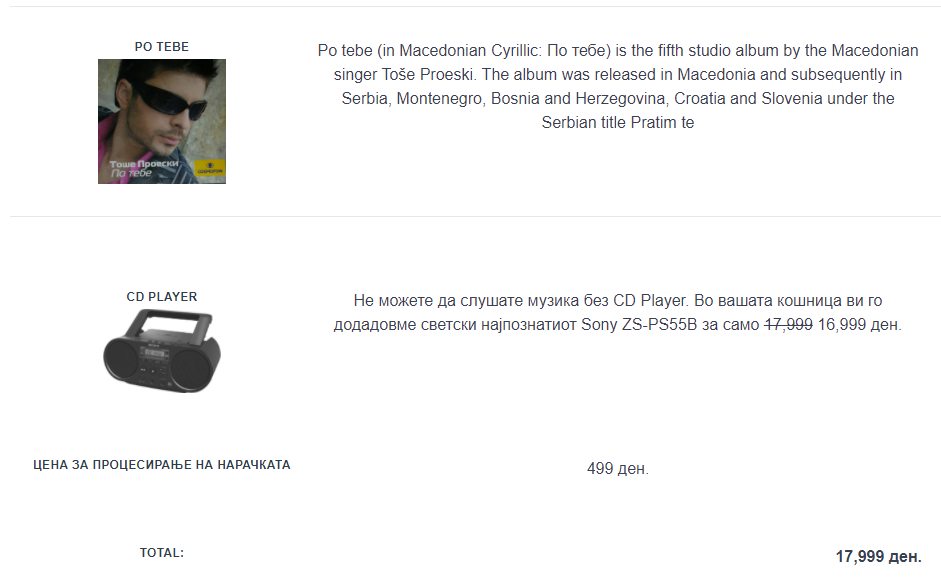 PO TEBE
Po tebe (in Macedonian Cyrillic: По тебе) is the fifth studio album by the Macedonian
singer Toše Proeski. The album was released in Macedonia and subsequently in
Serbia, Montenegro, Bosnia and Herzegovina, Croatia and Slovenia under the
Serbian title Pratim te
Тоше Проески
По тебе
CD PLAYER
Не можете да слушате музика без CD Player. Во вашата кошница ви го
додадовме светски најпознатиот Sony ZS-PS55B за само 17,999 16,999 ден.
ЦЕНА ЗА ПРОЦЕСИРАЊЕ НА НАРАЧКАТА
499 ден.
TOTAL:
17,999 ден.